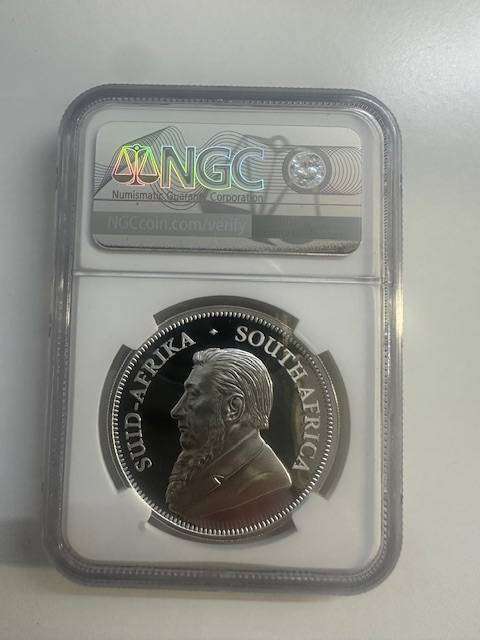 NGC
Numismatic Guaranty Corporation
NGCcoin.com/verify
SUID-AFRIKA • SOUTH AFRICA